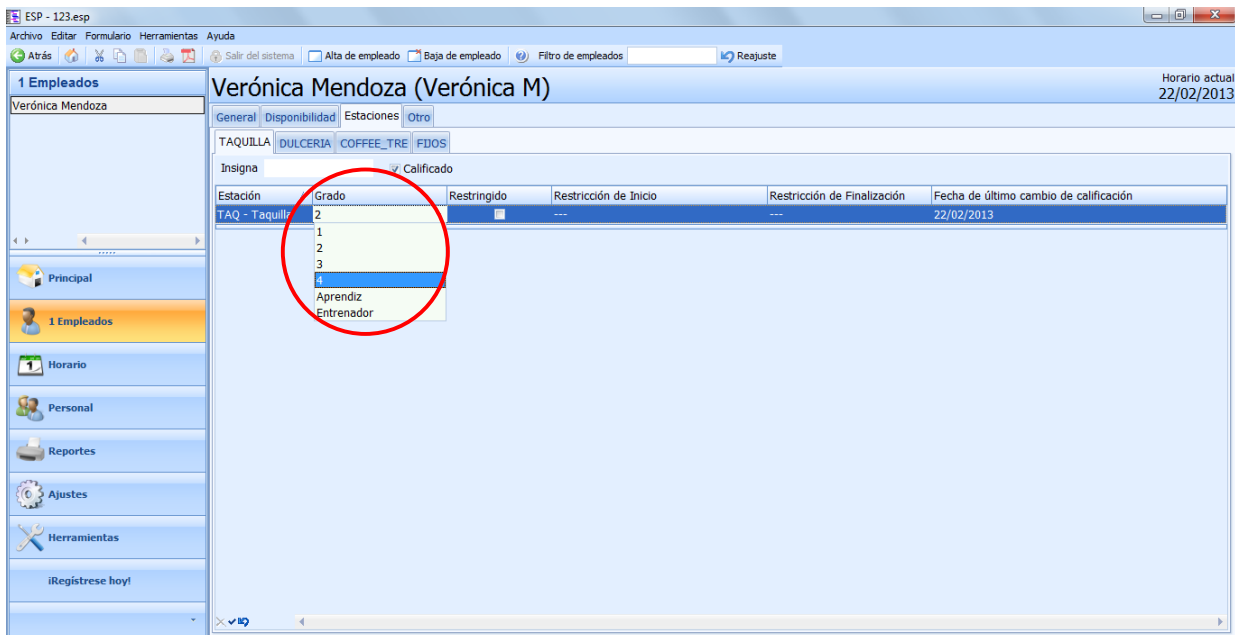 ESP - 123.esp
Archivo Editar Formulario Herramientas Ayuda
Atrás Salir del sistema Alta de empleado Baja de empleado Filtro de empleados Reajuste
1 Empleados
Verónica Mendoza
Verónica Mendoza (Verónica M)
Horario actual
22/02/2013
General Disponibilidad Estaciones Otro
TAQUILLA DULCERIA COFFEE_TRE FIJOS
Insigna Calificado
Estación Grado Restringido Restricción de Inicio Restricción de Finalización Fecha de último cambio de calificación
TAQ - Taquilla 2 --- --- 22/02/2013
1
2
3
4
Aprendiz
Entrenador
Principal
1 Empleados
1 Horario
Personal
Reportes
Ajustes
Herramientas
¡Regístrese hoy!